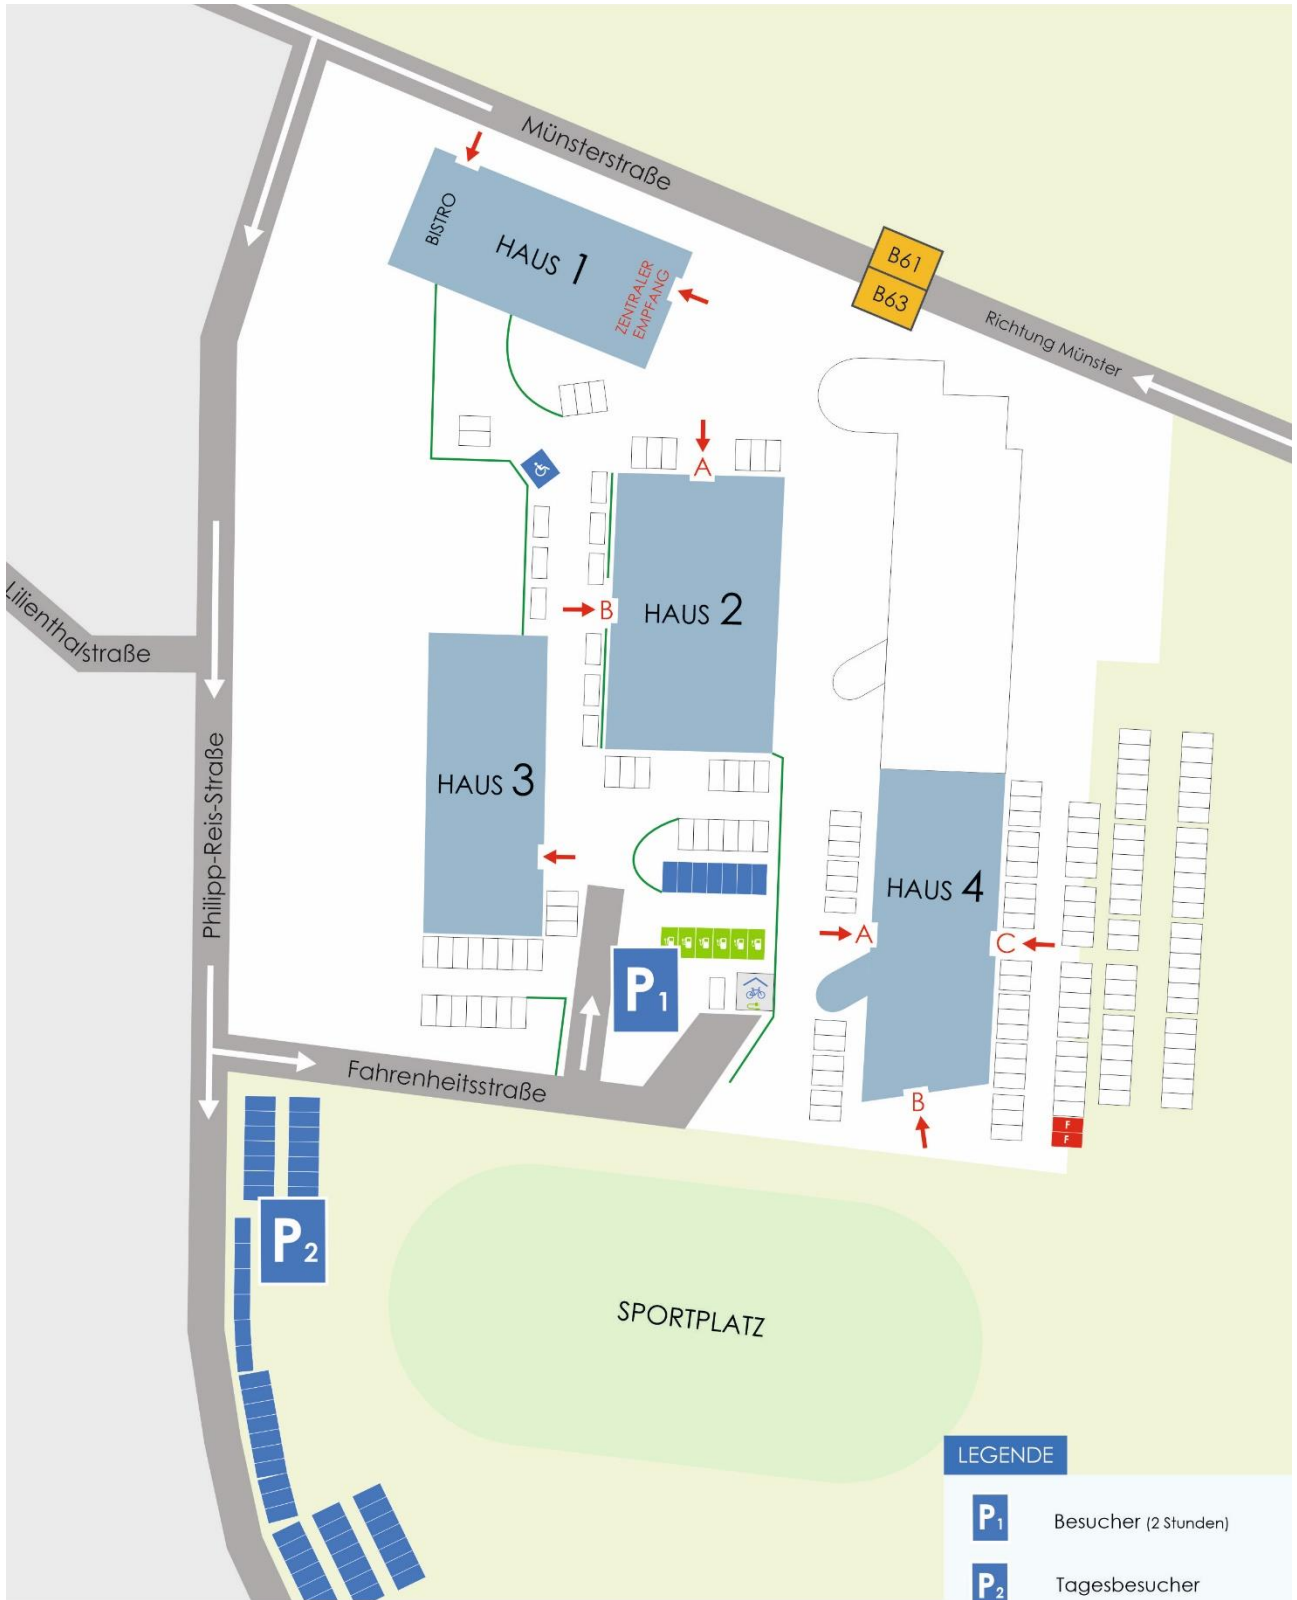 Münsterstraße
BISTRO
HAUS 1
ZENTRALER
EMPFANG
B61
B63
Richtung Münster
A
B
HAUS 2
Lilienthalstraße
Philipp-Reis-Straße
HAUS 3
HAUS 4
A
C
B
P1
Fahrenheitsstraße
F
F
P2
SPORTPLATZ
LEGENDE
P1 Besucher (2 Stunden)
P2 Tagesbesucher